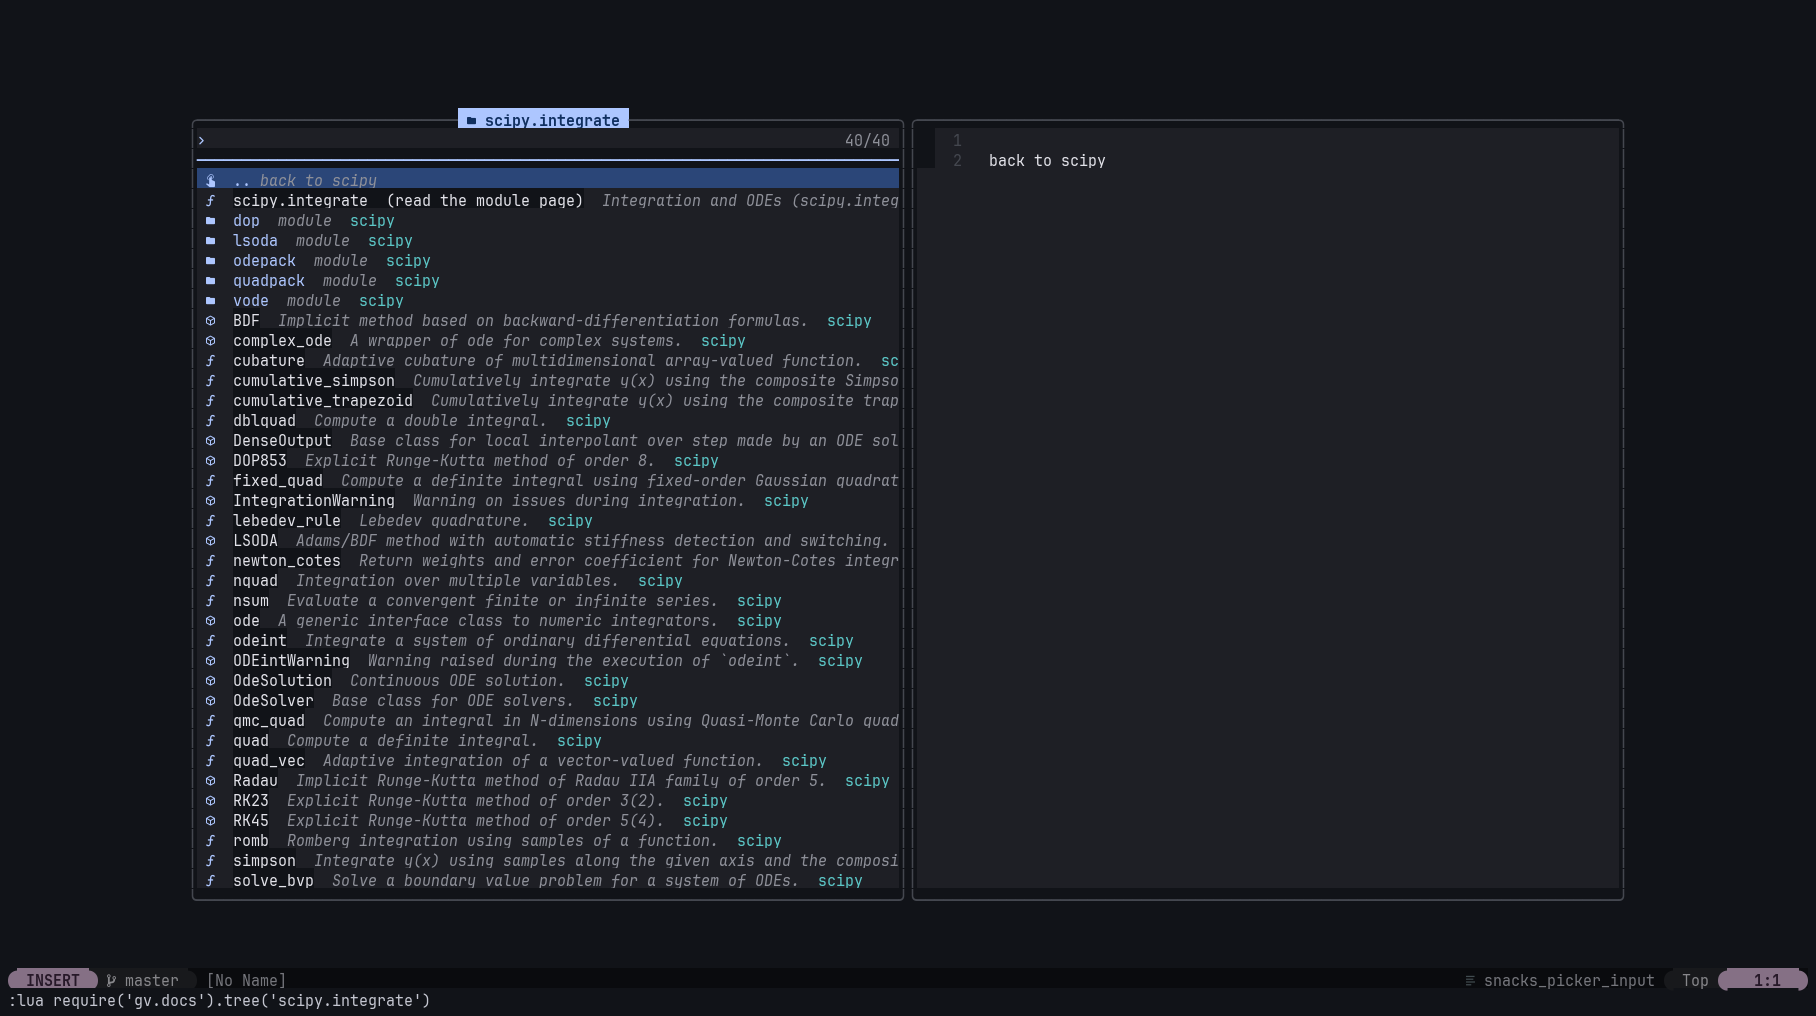 scipy.integrate
> 40/40
.. back to scipy
scipy.integrate (read the module page) Integration and ODEs (scipy.integ
dop module scipy
lsoda module scipy
odepack module scipy
quadpack module scipy
vode module scipy
BDF Implicit method based on backward-differentiation formulas. scipy
complex_ode A wrapper of ode for complex systems. scipy
cubature Adaptive cubature of multidimensional array-valued function. sc
cumulative_simpson Cumulatively integrate y(x) using the composite Simpso
cumulative_trapezoid Cumulatively integrate y(x) using the composite trap
dblquad Compute a double integral. scipy
DenseOutput Base class for local interpolant over step made by an ODE sol
DOP853 Explicit Runge-Kutta method of order 8. scipy
fixed_quad Compute a definite integral using fixed-order Gaussian quadrat
IntegrationWarning Warning on issues during integration. scipy
lebedev_rule Lebedev quadrature. scipy
LSODA Adams/BDF method with automatic stiffness detection and switching.
newton_cotes Return weights and error coefficient for Newton-Cotes integr
nquad Integration over multiple variables. scipy
nsum Evaluate a convergent finite or infinite series. scipy
ode A generic interface class to numeric integrators. scipy
odeint Integrate a system of ordinary differential equations. scipy
ODEintWarning Warning raised during the execution of `odeint`. scipy
OdeSolution Continuous ODE solution. scipy
OdeSolver Base class for ODE solvers. scipy
qmc_quad Compute an integral in N-dimensions using Quasi-Monte Carlo quad
quad Compute a definite integral. scipy
quad_vec Adaptive integration of a vector-valued function. scipy
Radau Implicit Runge-Kutta method of Radau IIA family of order 5. scipy
RK23 Explicit Runge-Kutta method of order 3(2). scipy
RK45 Explicit Runge-Kutta method of order 5(4). scipy
romb Romberg integration using samples of a function. scipy
simpson Integrate y(x) using samples along the given axis and the composi
solve_bvp Solve a boundary value problem for a system of ODEs. scipy
1
2 back to scipy
INSERT master [No Name] snacks_picker_input Top 1:1
:lua require('gv.docs').tree('scipy.integrate')